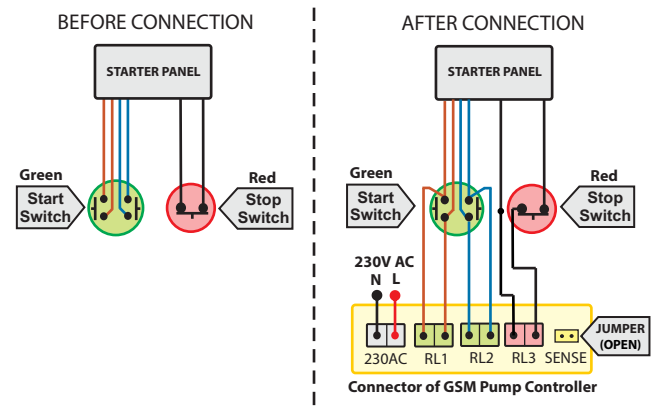 BEFORE CONNECTION
STARTER PANEL
Green
Start
Switch
Red
Stop
Switch
AFTER CONNECTION
STARTER PANEL
Green
Start
Switch
Red
Stop
Switch
230V AC
N L
230AC RL1 RL2 RL3 SENSE
JUMPER
(OPEN)
Connector of GSM Pump Controller